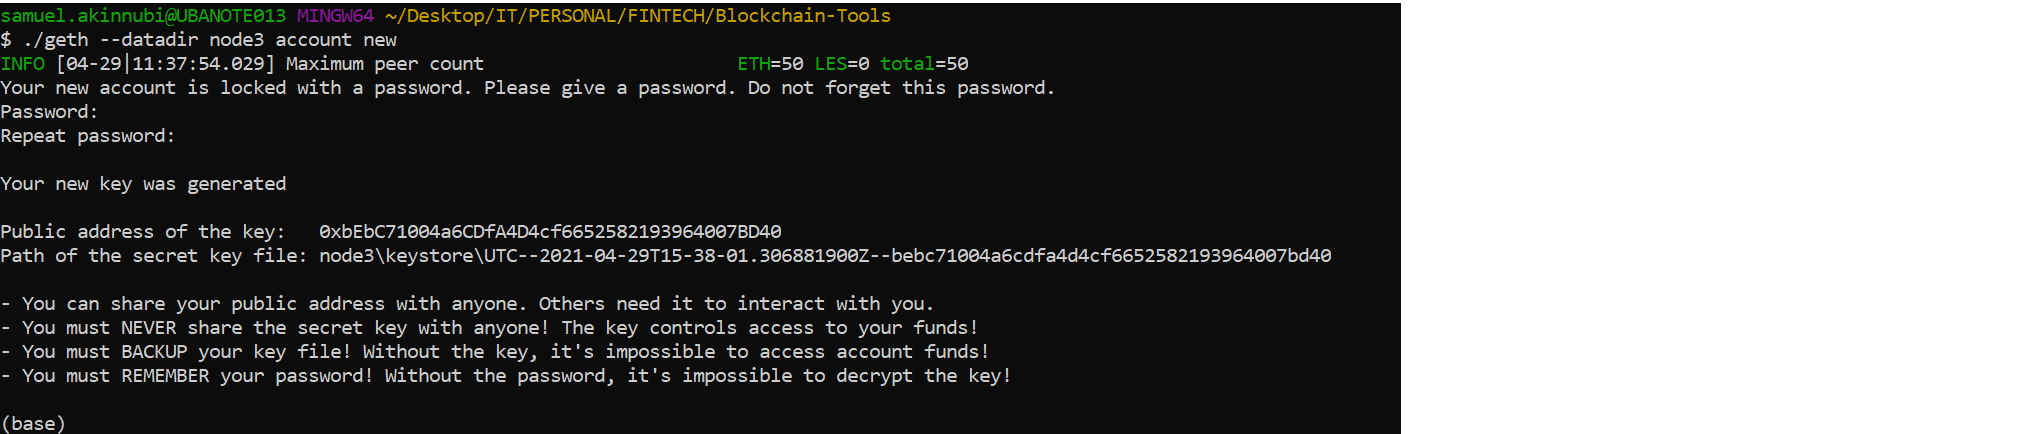 samuel.akinnubi@UBANOTE013 MINGW64 ~/Desktop/IT/PERSONAL/FINTECH/Blockchain-Tools
$ ./geth --datadir node3 account new
INFO [04-29|11:37:54.029] Maximum peer count                       ETH=50 LES=0 total=50
Your new account is locked with a password. Please give a password. Do not forget this password.
Password:
Repeat password:

Your new key was generated

Public address of the key:   0xbEbC71004a6CDfA4D4cf6652582193964007BD40
Path of the secret key file: node3\keystore\UTC--2021-04-29T15-38-01.306881900Z--bebc71004a6cdfa4d4cf6652582193964007bd40

- You can share your public address with anyone. Others need it to interact with you.
- You must NEVER share the secret key with anyone! The key controls access to your funds!
- You must BACKUP your key file! Without the key, it's impossible to access account funds!
- You must REMEMBER your password! Without the password, it's impossible to decrypt the key!

(base)